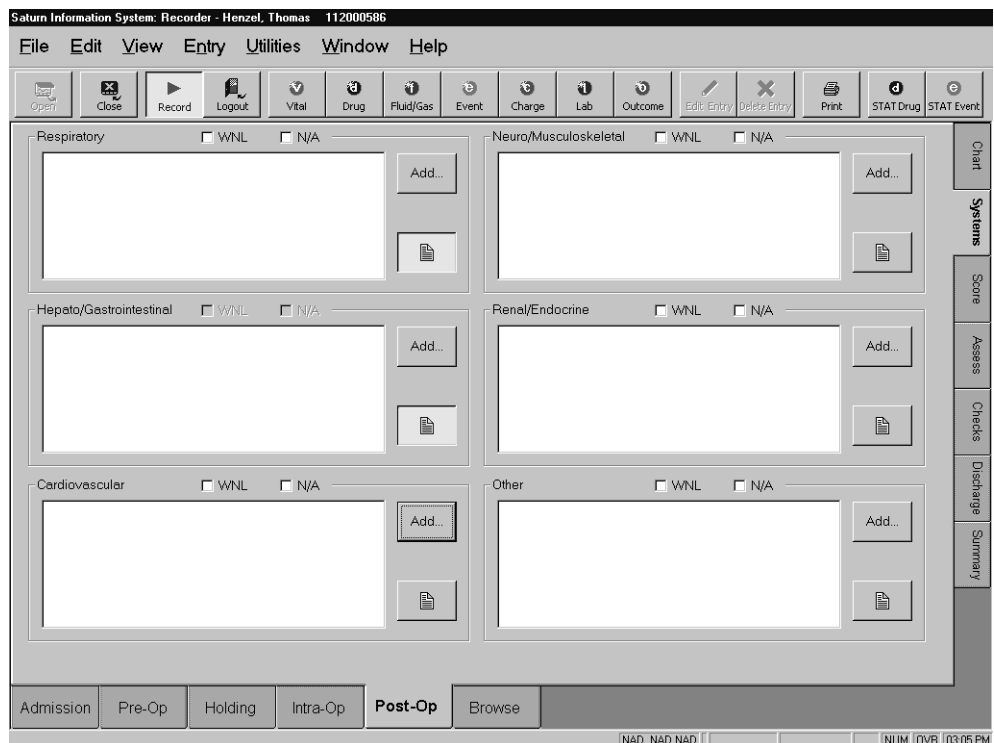 Saturn Information System: Recorder - Henzel, Thomas 112000586
File Edit View Entry Utilities Window Help
Open Close Record Logout Vital Drug Fluid/Gas Event Charge Lab Outcome Edit Entry Delete Entry Print STAT Drug STAT Event
Respiratory WNL N/A
Add...
Neuro/Musculoskeletal WNL N/A
Add...
Hepato/Gastrointestinal WNL N/A
Add...
Renal/Endocrine WNL N/A
Add...
Cardiovascular WNL N/A
Add...
Other WNL N/A
Add...
Chart
Systems
Score
Assess
Checks
Discharge
Summary
Admission Pre-Op Holding Intra-Op Post-Op Browse
NAD, NAD, NAD NUM OVR 03:05 PM